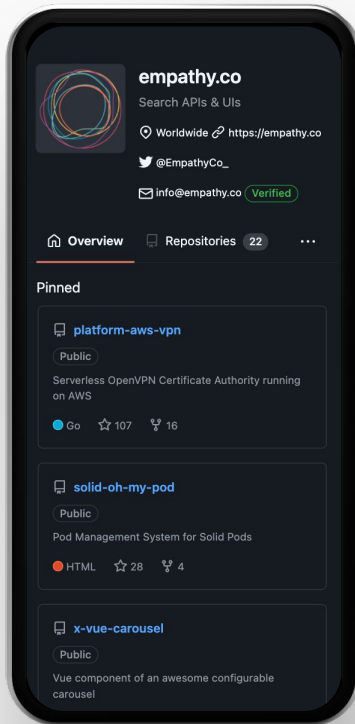 empathy.co
Search APIs & UIs
Worldwide https://empathy.co
@EmpathyCo_
info@empathy.co Verified
Overview Repositories 22 ...
Pinned
platform-aws-vpn
Public
Serverless OpenVPN Certificate Authority running
on AWS
Go 107 16
solid-oh-my-pod
Public
Pod Management System for Solid Pods
HTML 28 4
x-vue-carousel
Public
Vue component of an awesome configurable
carousel